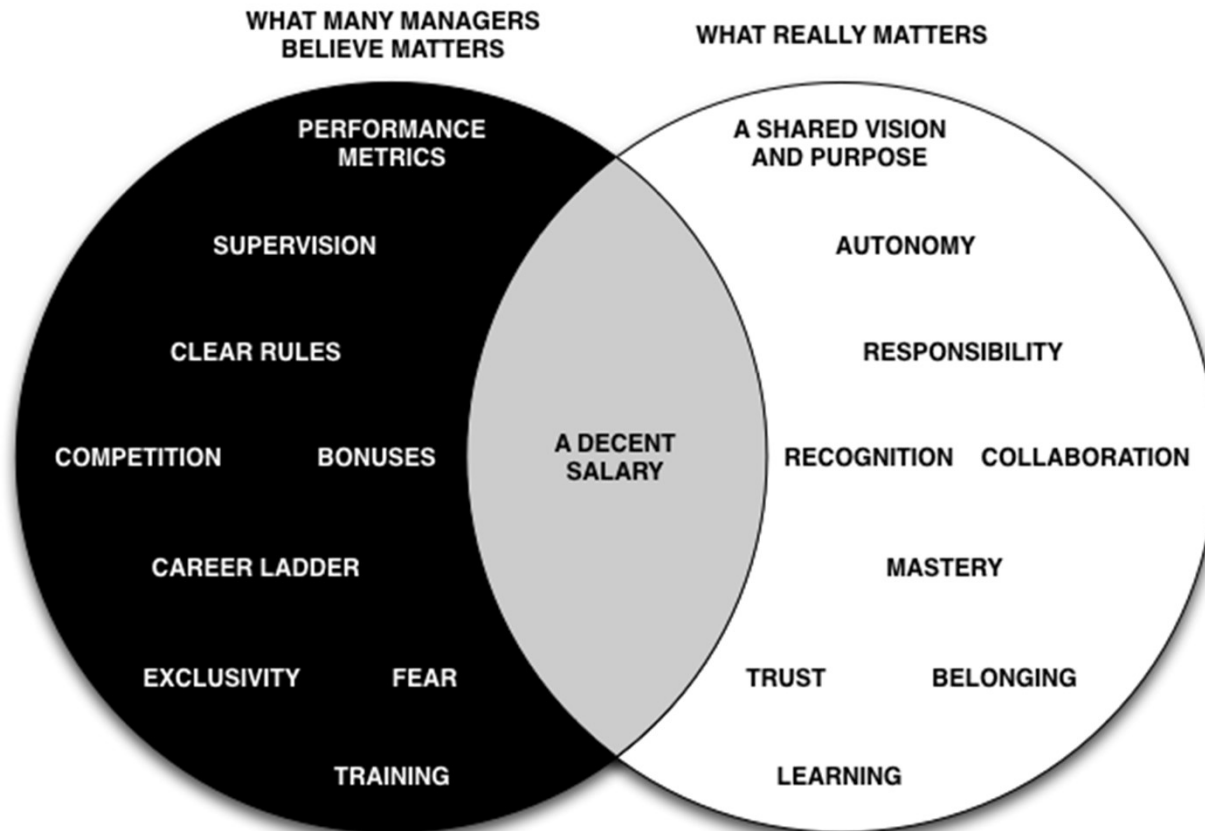 WHAT MANY MANAGERS
BELIEVE MATTERS
WHAT REALLY MATTERS
PERFORMANCE
METRICS
SUPERVISION
CLEAR RULES
COMPETITION
BONUSES
CAREER LADDER
EXCLUSIVITY
FEAR
TRAINING
A DECENT
SALARY
A SHARED VISION
AND PURPOSE
AUTONOMY
RESPONSIBILITY
RECOGNITION
COLLABORATION
MASTERY
TRUST
BELONGING
LEARNING